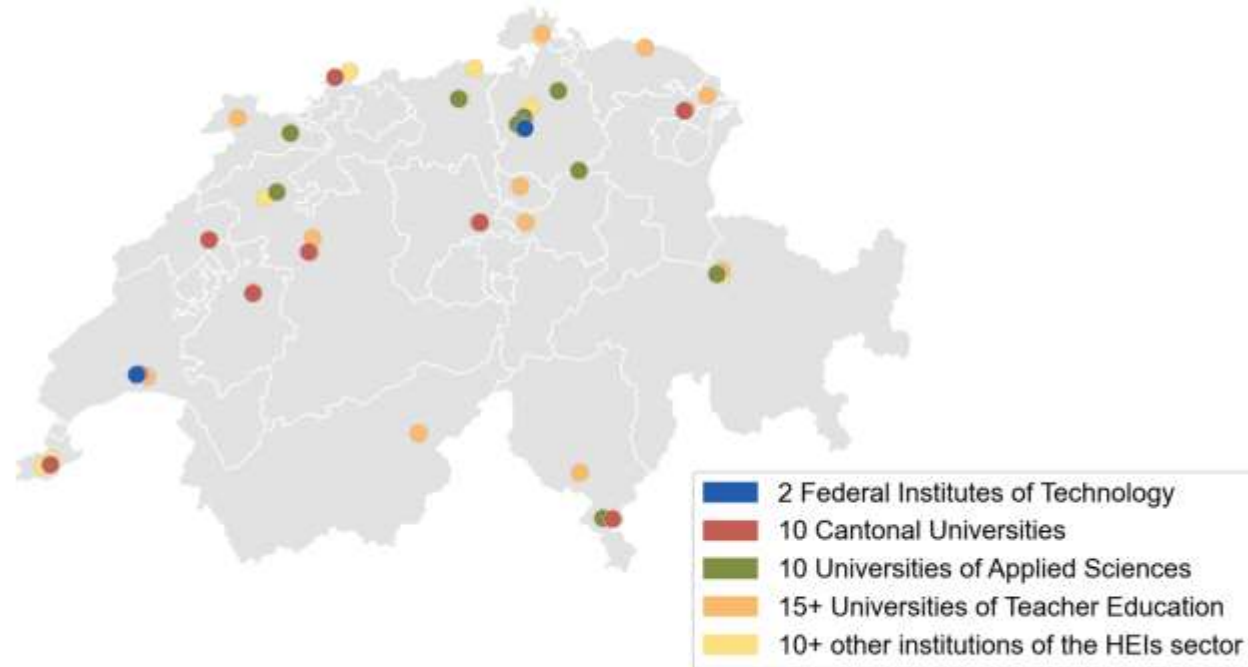 2 Federal Institutes of Technology
10 Cantonal Universities
10 Universities of Applied Sciences
15+ Universities of Teacher Education
10+ other institutions of the HEIs sector